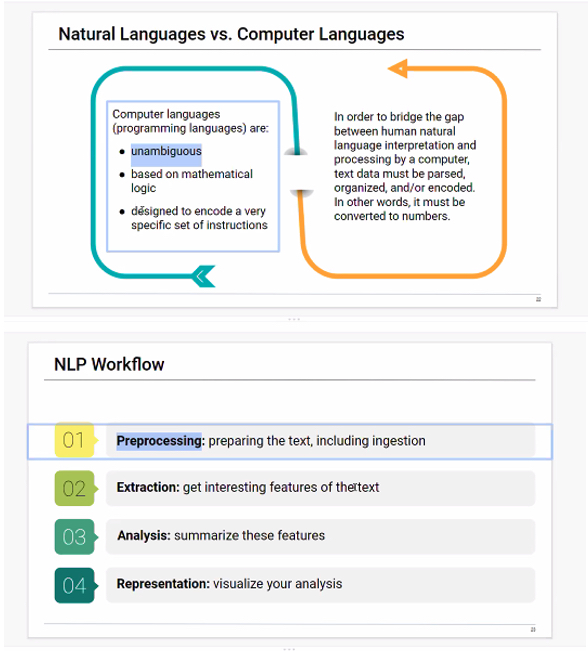 Natural Languages vs. Computer Languages
Computer languages
(programming languages) are:
● unambiguous
● based on mathematical
logic
● designed to encode a very
specific set of instructions
In order to bridge the gap
between human natural
language interpretation and
processing by a computer,
text data must be parsed,
organized, and/or encoded.
In other words, it must be
converted to numbers.
NLP Workflow
01 Preprocessing: preparing the text, including ingestion
02 Extraction: get interesting features of the text
03 Analysis: summarize these features
04 Representation: visualize your analysis